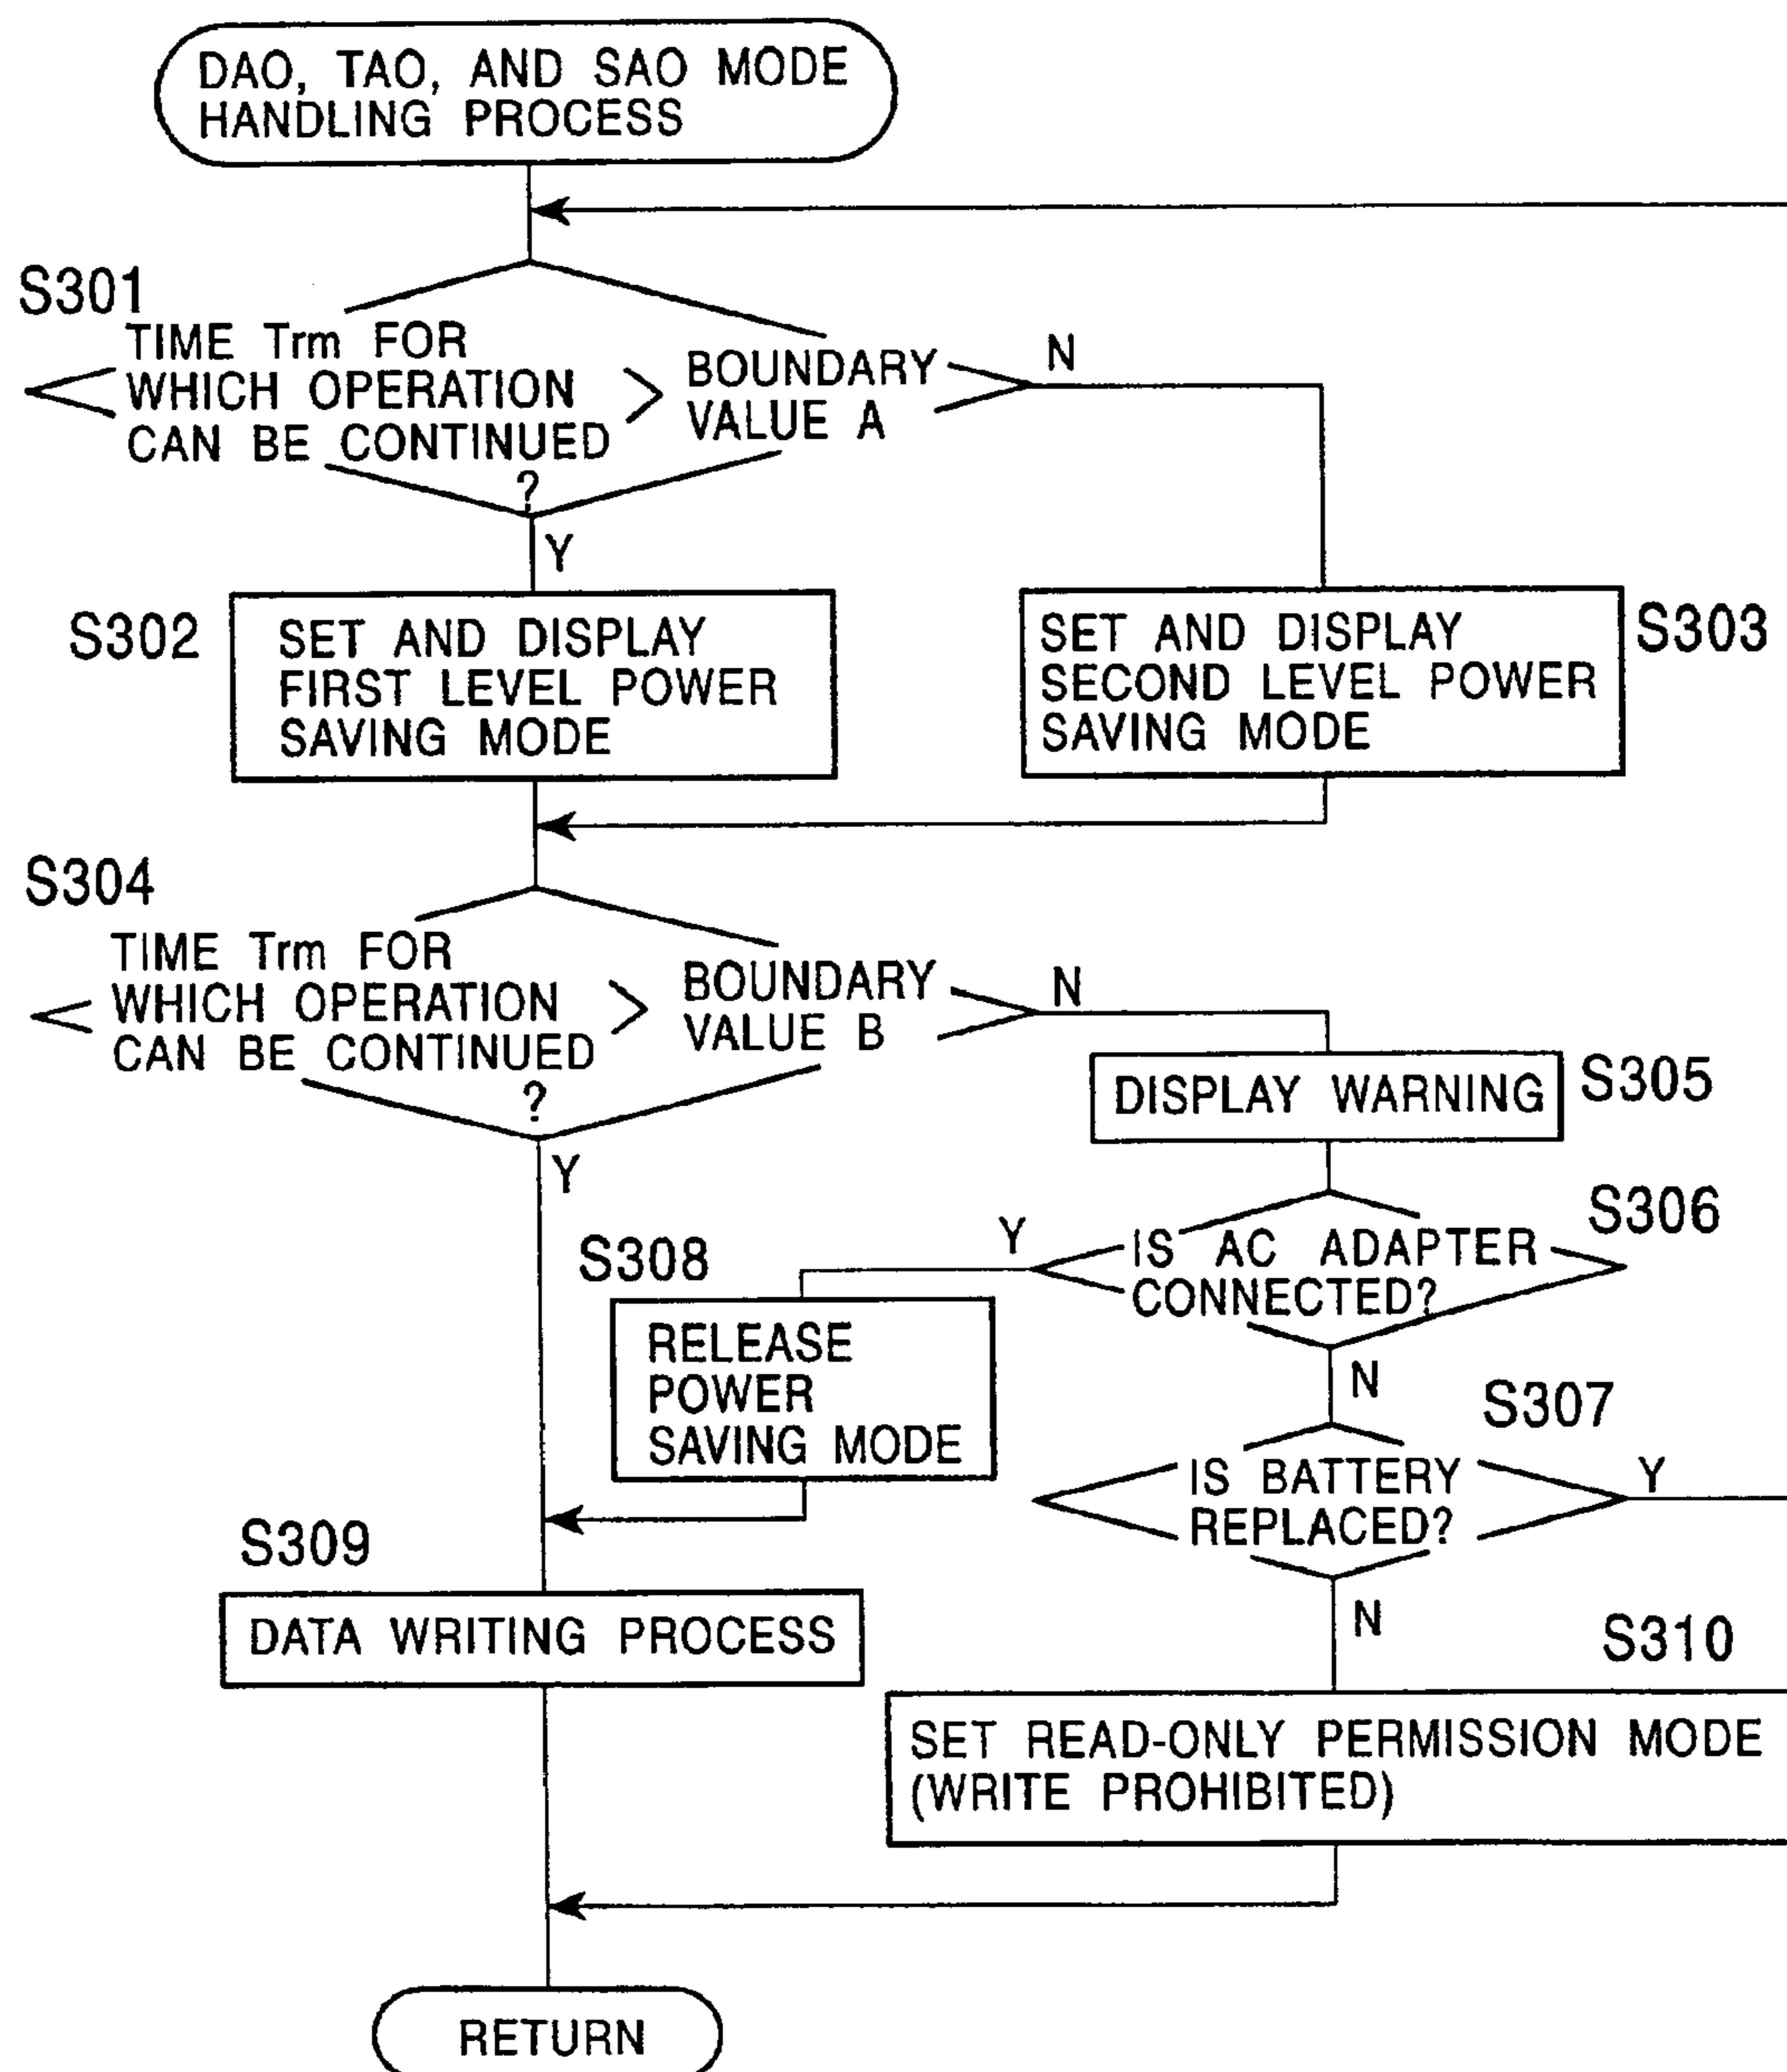 DAO, TAO, AND SAO MODE
HANDLING PROCESS
S301
TIME Trm FOR
WHICH OPERATION
CAN BE CONTINUED
>
BOUNDARY
VALUE A
?
N
Y
S302
SET AND DISPLAY
FIRST LEVEL POWER
SAVING MODE
SET AND DISPLAY
SECOND LEVEL POWER
SAVING MODE
S303
S304
TIME Trm FOR
WHICH OPERATION
CAN BE CONTINUED
>
BOUNDARY
VALUE B
?
N
Y
DISPLAY WARNING
S305
S306
IS AC ADAPTER
CONNECTED?
Y
N
S308
RELEASE
POWER
SAVING MODE
S307
IS BATTERY
REPLACED?
Y
N
S309
DATA WRITING PROCESS
S310
SET READ-ONLY PERMISSION MODE
(WRITE PROHIBITED)
RETURN